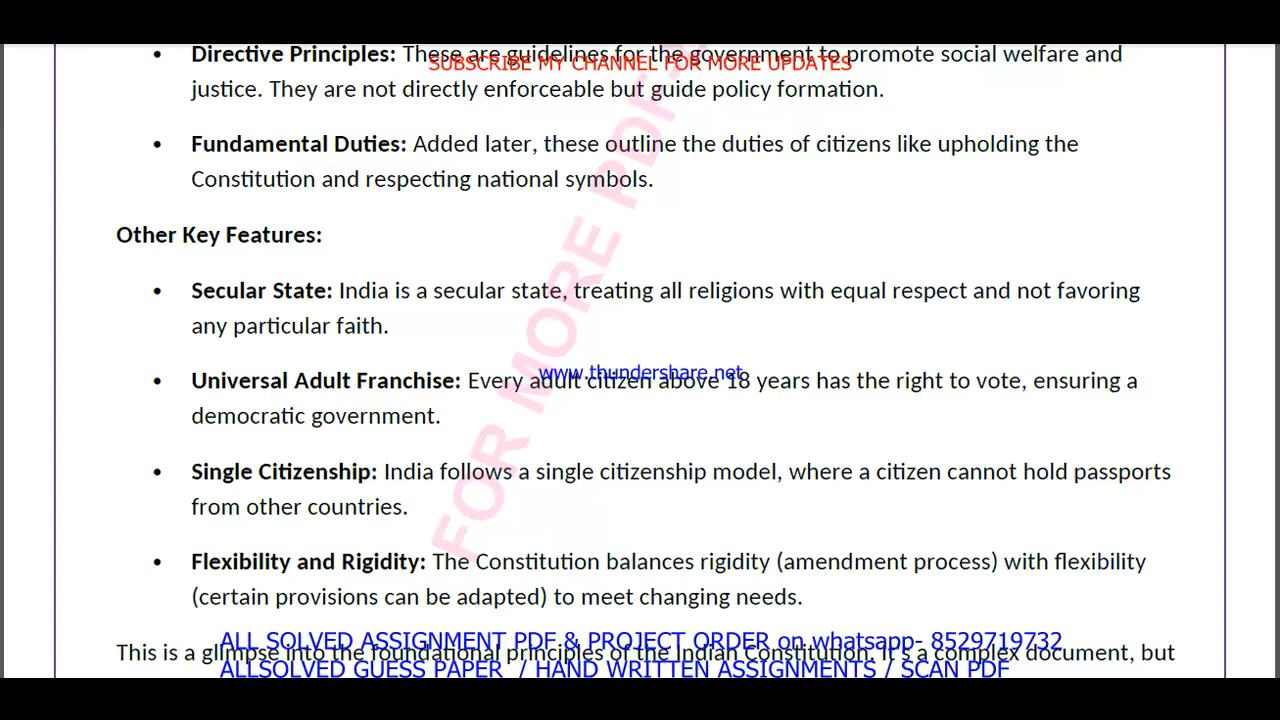 Directive Principles: These are guidelines for the government to promote social welfare and
SUBSCRIBE MY CHANNEL FOR MORE UPDATES
justice. They are not directly enforceable but guide policy formation.
Fundamental Duties: Added later, these outline the duties of citizens like upholding the
Constitution and respecting national symbols.
Other Key Features:
Secular State: India is a secular state, treating all religions with equal respect and not favoring
any particular faith.
www.thundershare.net
Universal Adult Franchise: Every adult citizen above 18 years has the right to vote, ensuring a
democratic government.
Single Citizenship: India follows a single citizenship model, where a citizen cannot hold passports
from other countries.
Flexibility and Rigidity: The Constitution balances rigidity (amendment process) with flexibility
(certain provisions can be adapted) to meet changing needs.
ALL SOLVED ASSIGNMENT PDF & PROJECT ORDER on whatsapp- 8529719732
This is a glimpse into the foundational principles of the Indian Constitution. It's a complex document, but
ALLSOLVED GUESS PAPER / HAND WRITTEN ASSIGNMENTS / SCAN PDF
FOR MORE PDF